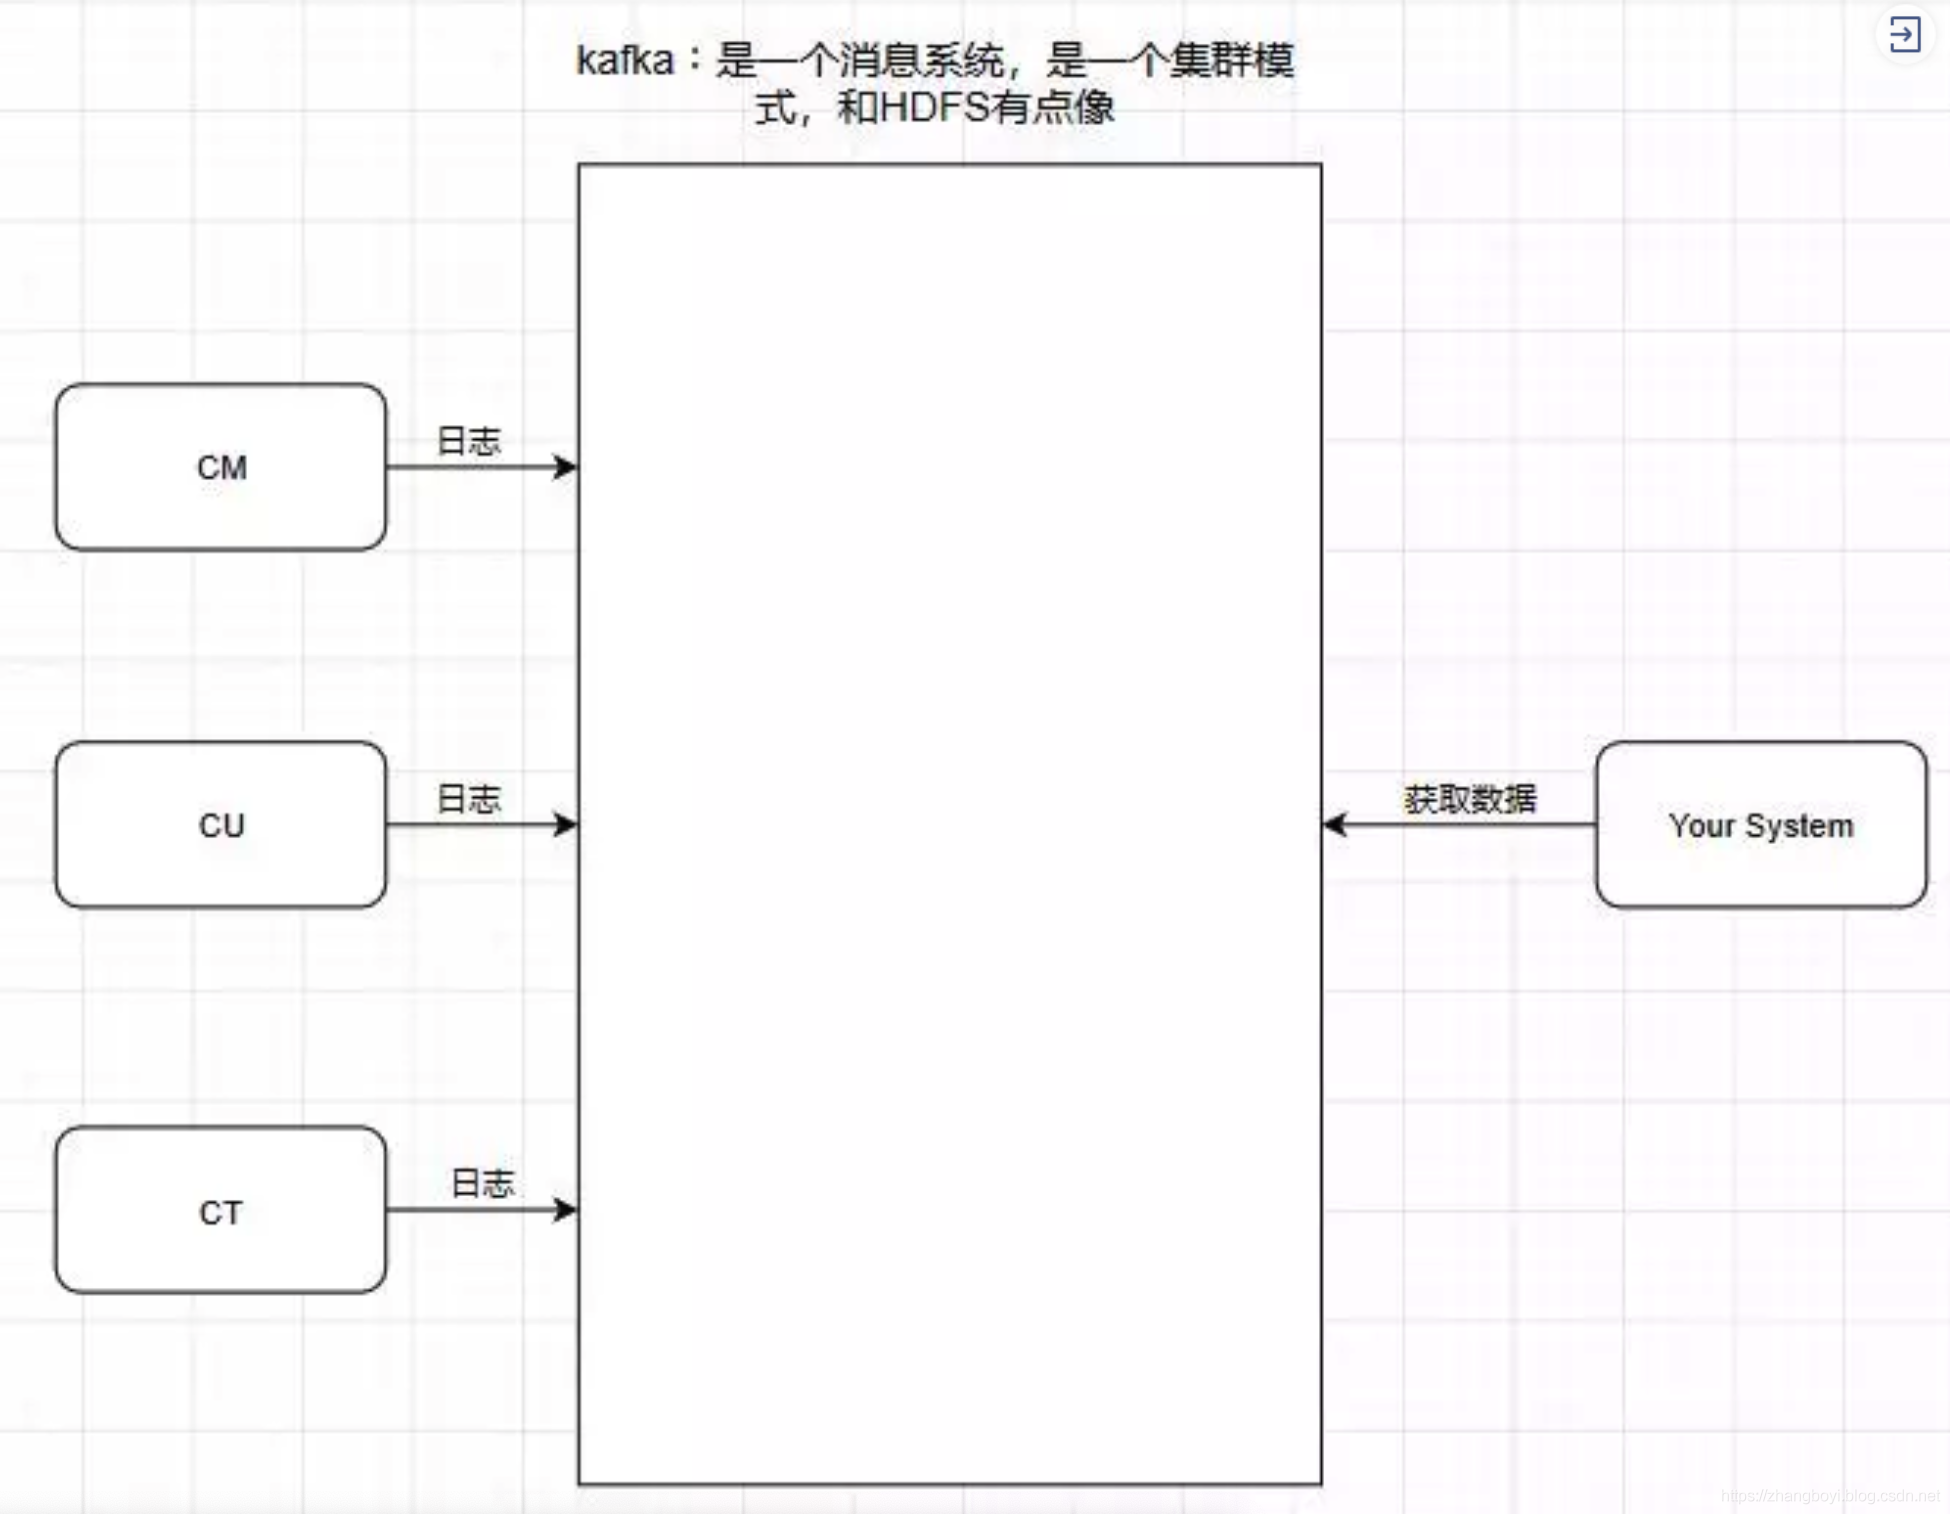 kafka：是一个消息系统，是一个集群模
式，和HDFS有点像
CM
日志
CU
日志
获取数据
Your System
CT
日志
https://zhangboyi.blog.csdn.net